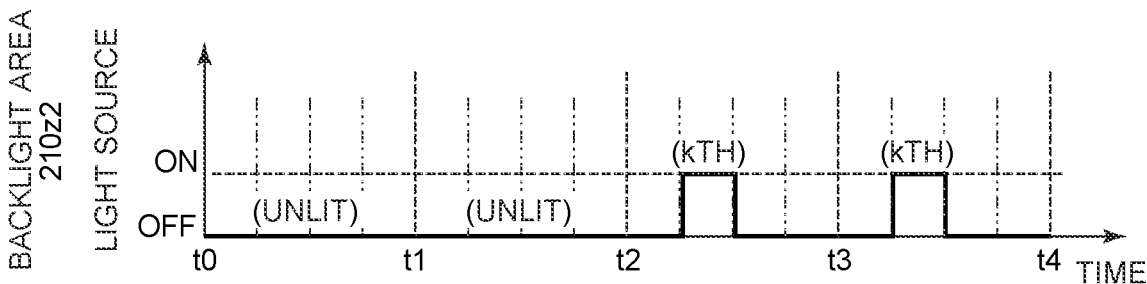 BACKLIGHT AREA
210z2
LIGHT SOURCE
ON
OFF
(UNLIT)
(UNLIT)
(kTH)
(kTH)
t0
t1
t2
t3
t4
TIME